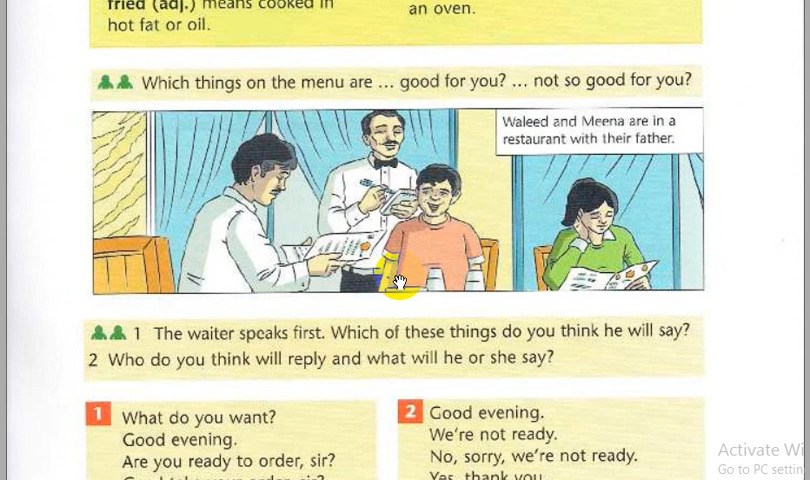 fried (adj.) means cooked in
hot fat or oil.
an oven.
Which things on the menu are ... good for you? ... not so good for you?
Waleed and Meena are in a
restaurant with their father.
1 The waiter speaks first. Which of these things do you think he will say?
2 Who do you think will reply and what will he or she say?
1 What do you want?
Good evening.
Are you ready to order, sir?
2 Good evening.
We're not ready.
No, sorry, we're not ready.
Yes, thank you.
Activate Wi
Go to PC settin